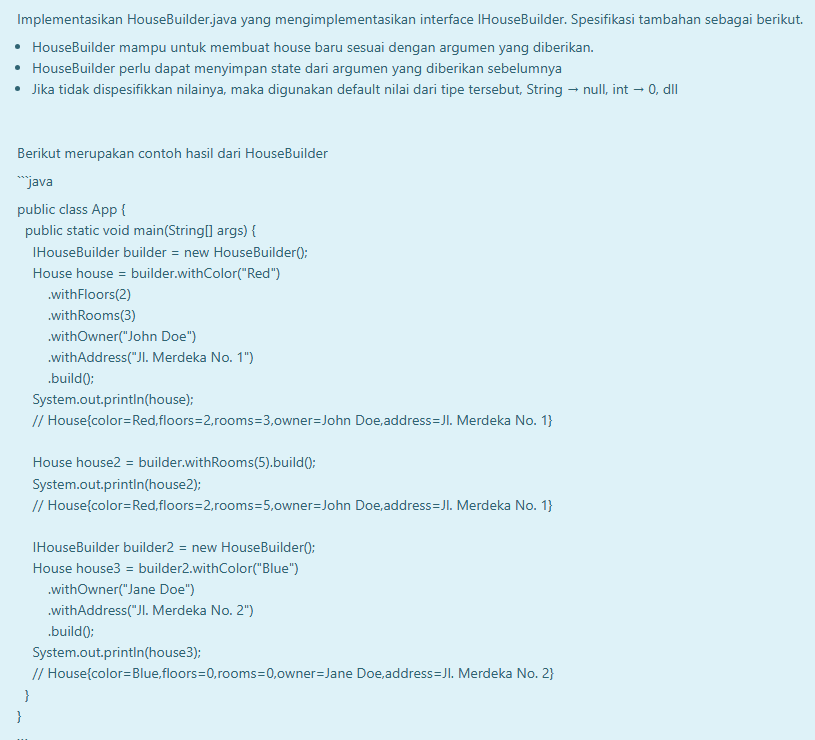 Implementasikan HouseBuilder.java yang mengimplementasikan interface IHouseBuilder. Spesifikasi tambahan sebagai berikut.
• HouseBuilder mampu untuk membuat house baru sesuai dengan argumen yang diberikan.
• HouseBuilder perlu dapat menyimpan state dari argumen yang diberikan sebelumnya
• Jika tidak dispesifikkan nilainya, maka digunakan default nilai dari tipe tersebut, String → null, int → 0, dll
Berikut merupakan contoh hasil dari HouseBuilder
```java
public class App {
public static void main(String[] args) {
IHouseBuilder builder = new HouseBuilder();
House house = builder.withColor("Red")
.withFloors(2)
.withRooms(3)
.withOwner("John Doe")
.withAddress("Jl. Merdeka No. 1")
.build();
System.out.println(house);
// House{color=Red,floors=2,rooms=3,owner=John Doe,address=Jl. Merdeka No. 1}
House house2 = builder.withRooms(5).build();
System.out.println(house2);
// House{color=Red,floors=2,rooms=5,owner=John Doe,address=Jl. Merdeka No. 1}
IHouseBuilder builder2 = new HouseBuilder();
House house3 = builder2.withColor("Blue")
.withOwner("Jane Doe")
.withAddress("Jl. Merdeka No. 2")
.build();
System.out.println(house3);
// House{color=Blue,floors=0,rooms=0,owner=Jane Doe,address=Jl. Merdeka No. 2}
}
}
```